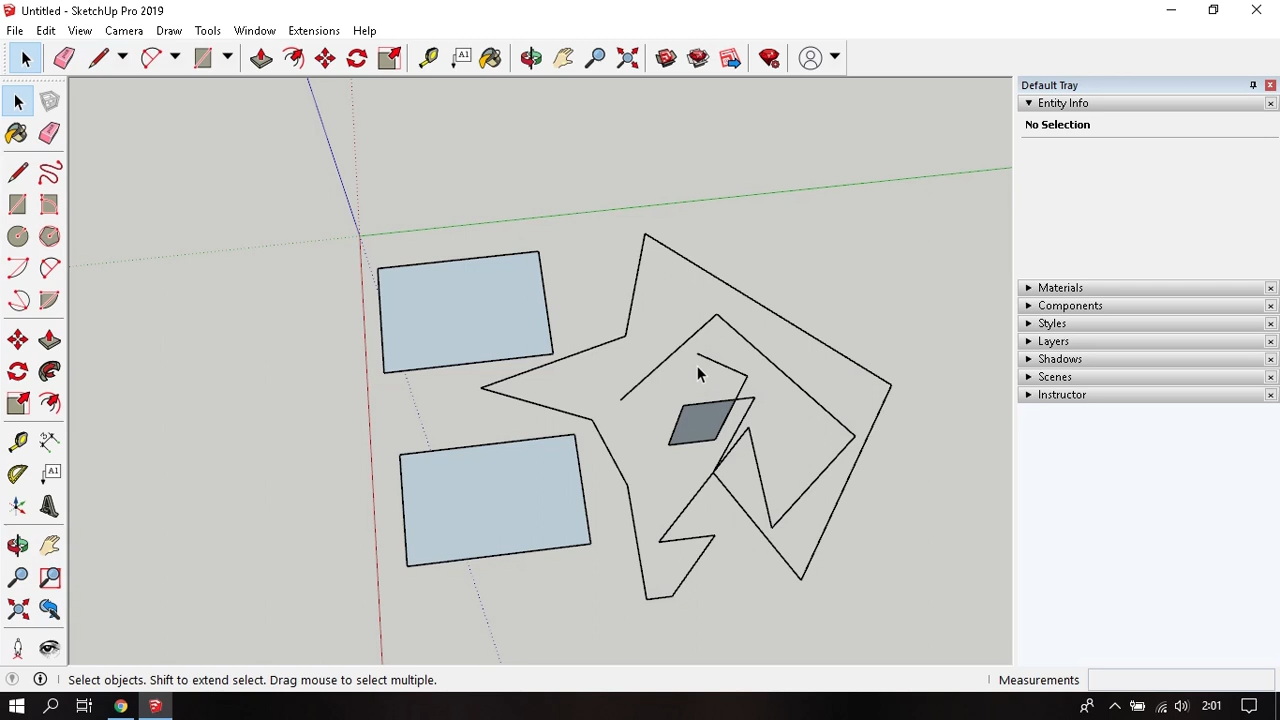 Untitled - SketchUp Pro 2019
File Edit View Camera Draw Tools Window Extensions Help
A1
Default Tray
Entity Info
No Selection
Materials
Components
Styles
Layers
Shadows
Scenes
Instructor
A1
Select objects. Shift to extend select. Drag mouse to select multiple.
Measurements
2:01